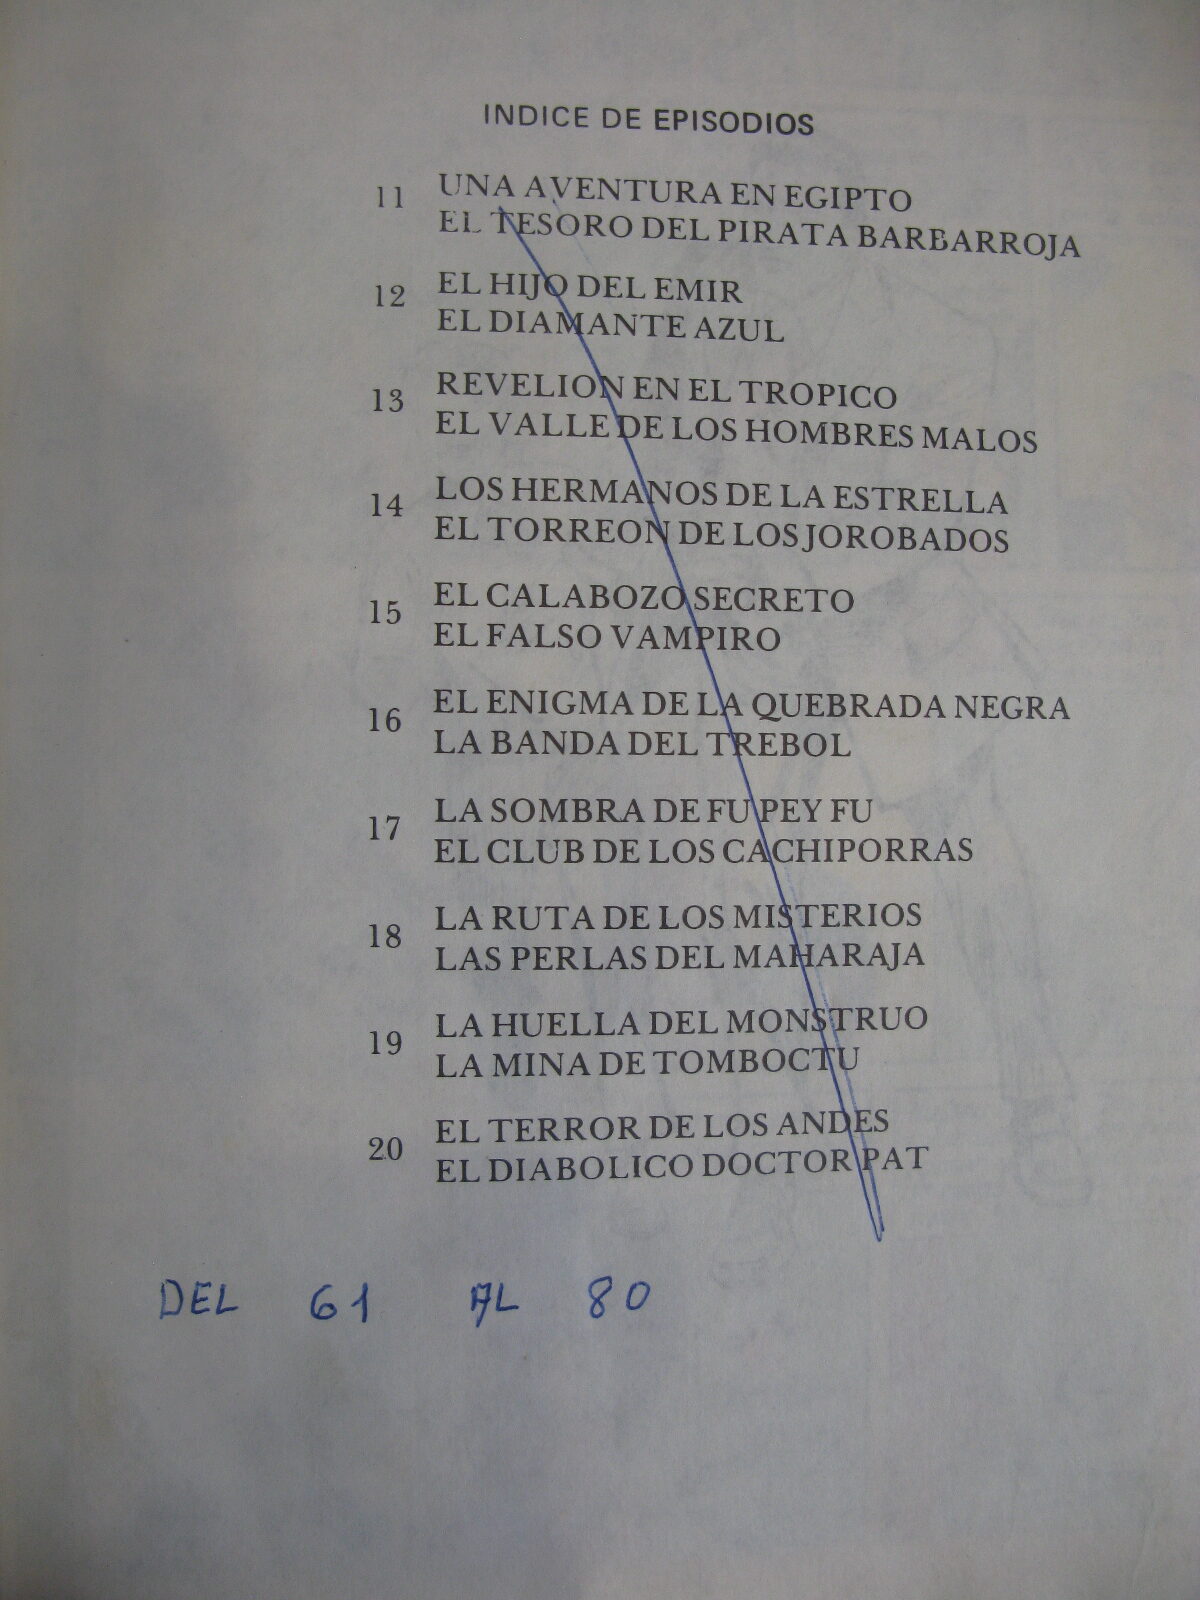 INDICE DE EPISODIOS
11 UNA AVENTURA EN EGIPTO
EL TESORO DEL PIRATA BARBARROJA
12 EL HIJO DEL EMIR
EL DIAMANTE AZUL
13 REVELION EN EL TROPICO
EL VALLE DE LOS HOMBRES MALOS
14 LOS HERMANOS DE LA ESTRELLA
EL TORREON DE LOS JOROBADOS
15 EL CALABOZO SECRETO
EL FALSO VAMPIRO
16 EL ENIGMA DE LA QUEBRADA NEGRA
LA BANDA DEL TREBOL
17 LA SOMBRA DE FU PEY FU
EL CLUB DE LOS CACHIPORRAS
18 LA RUTA DE LOS MISTERIOS
LAS PERLAS DEL MAHARAJA
19 LA HUELLA DEL MONSTRUO
LA MINA DE TOMBOCTU
20 EL TERROR DE LOS ANDES
EL DIABOLICO DOCTOR PAT
DEL 61 AL 80